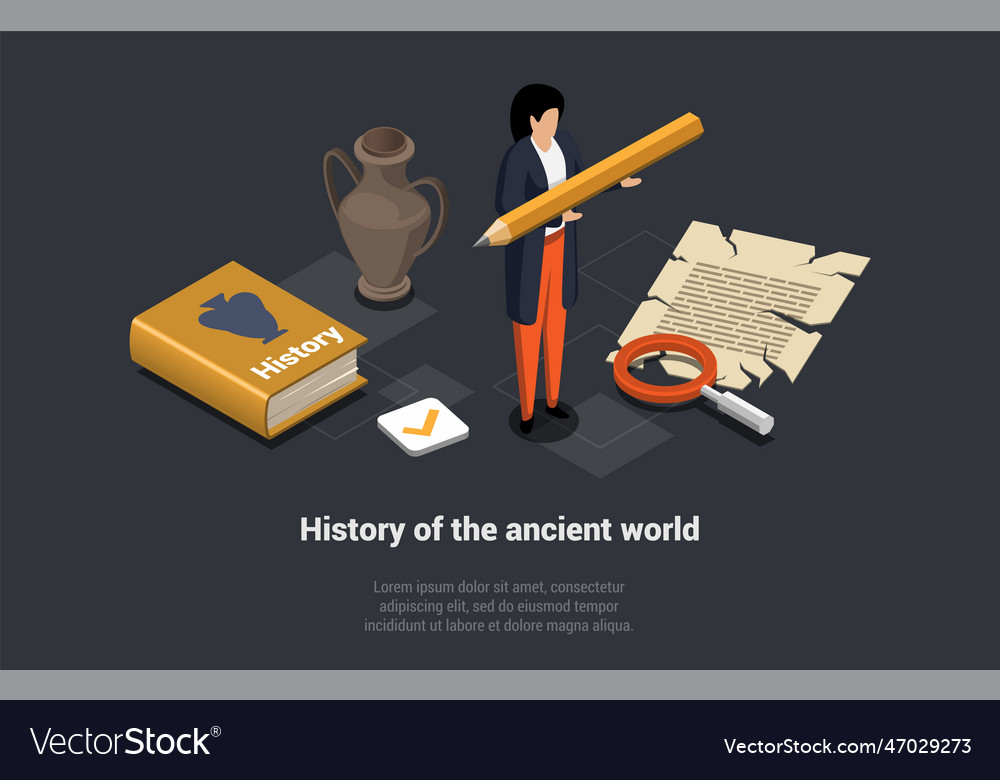 History
History of the ancient world
Lorem ipsum dolor sit amet, consectetur
adipiscing elit, sed do eiusmod tempor
incididunt ut labore et dolore magna aliqua.
VectorStock®
VectorStock.com/47029273